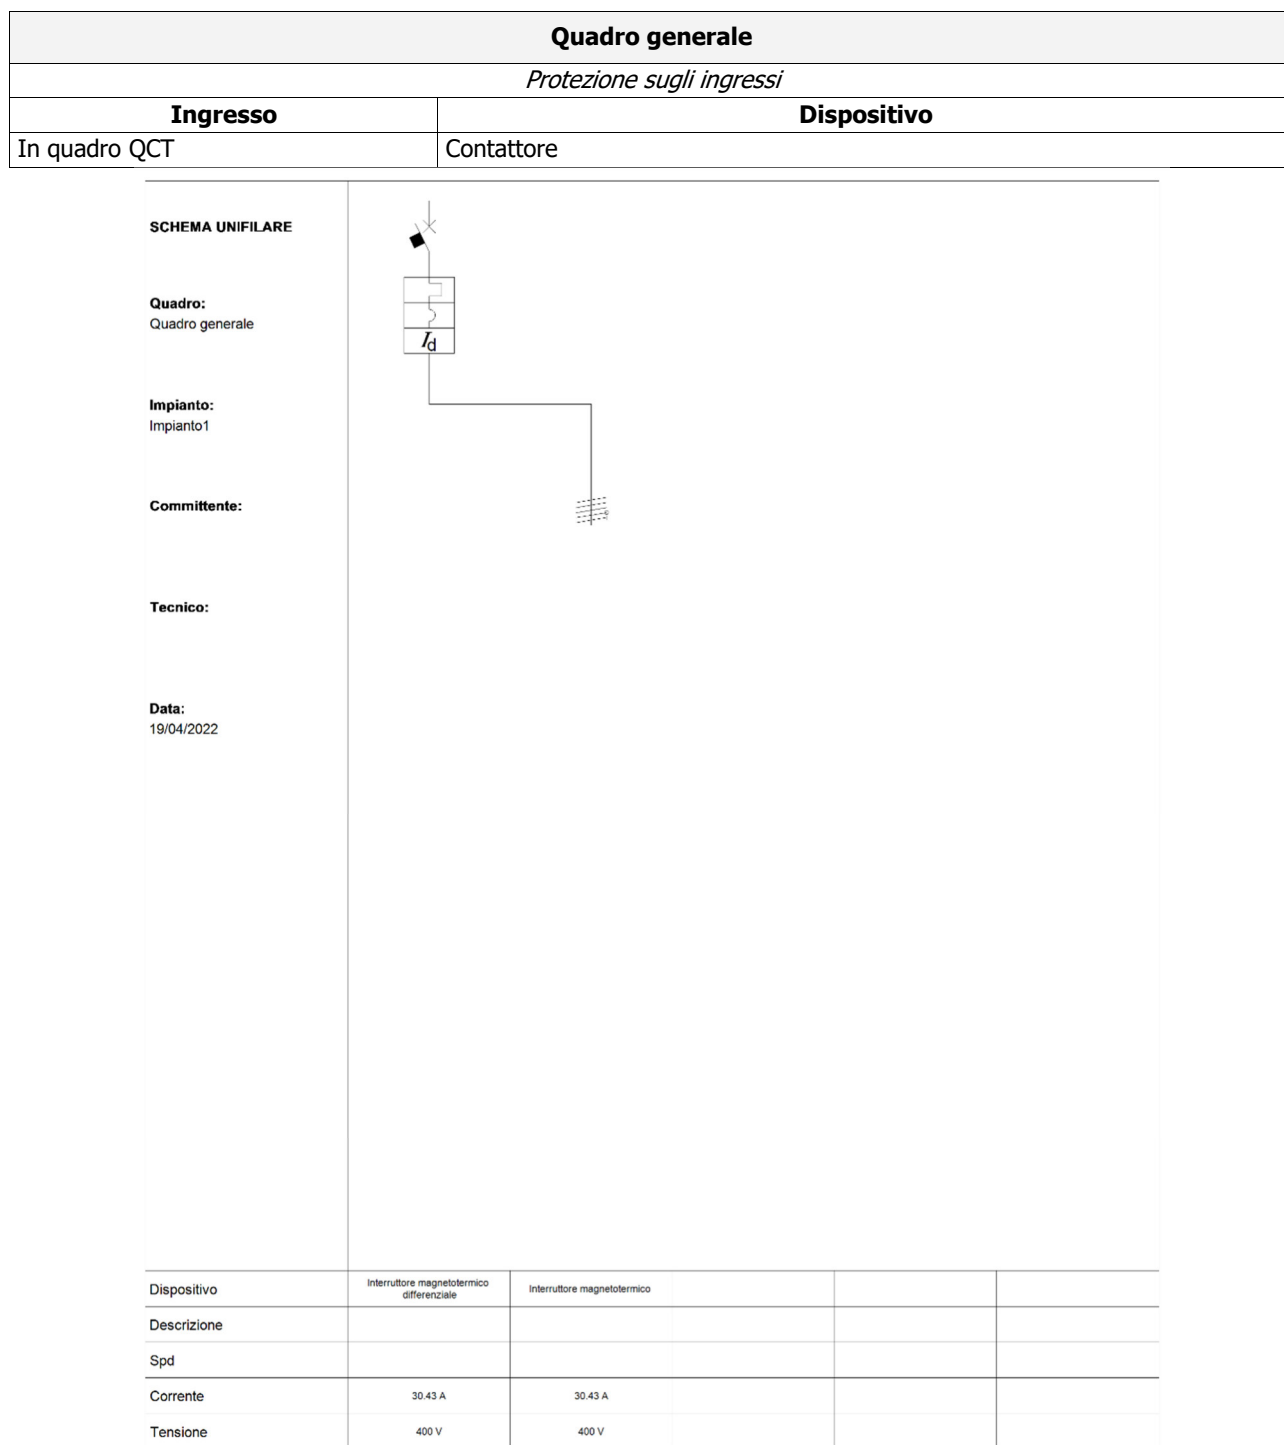 Quadro generale
Protezione sugli ingressi
Ingresso Dispositivo
In quadro QCT Contattore
SCHEMA UNIFILARE
Quadro:
Quadro generale
Id
Impianto:
Impianto1
Committente:
Tecnico:
Data:
19/04/2022
Dispositivo Interruttore magnetotermico differenziale Interruttore magnetotermico
Descrizione
Spd
Corrente 30.43 A 30.43 A
Tensione 400 V 400 V